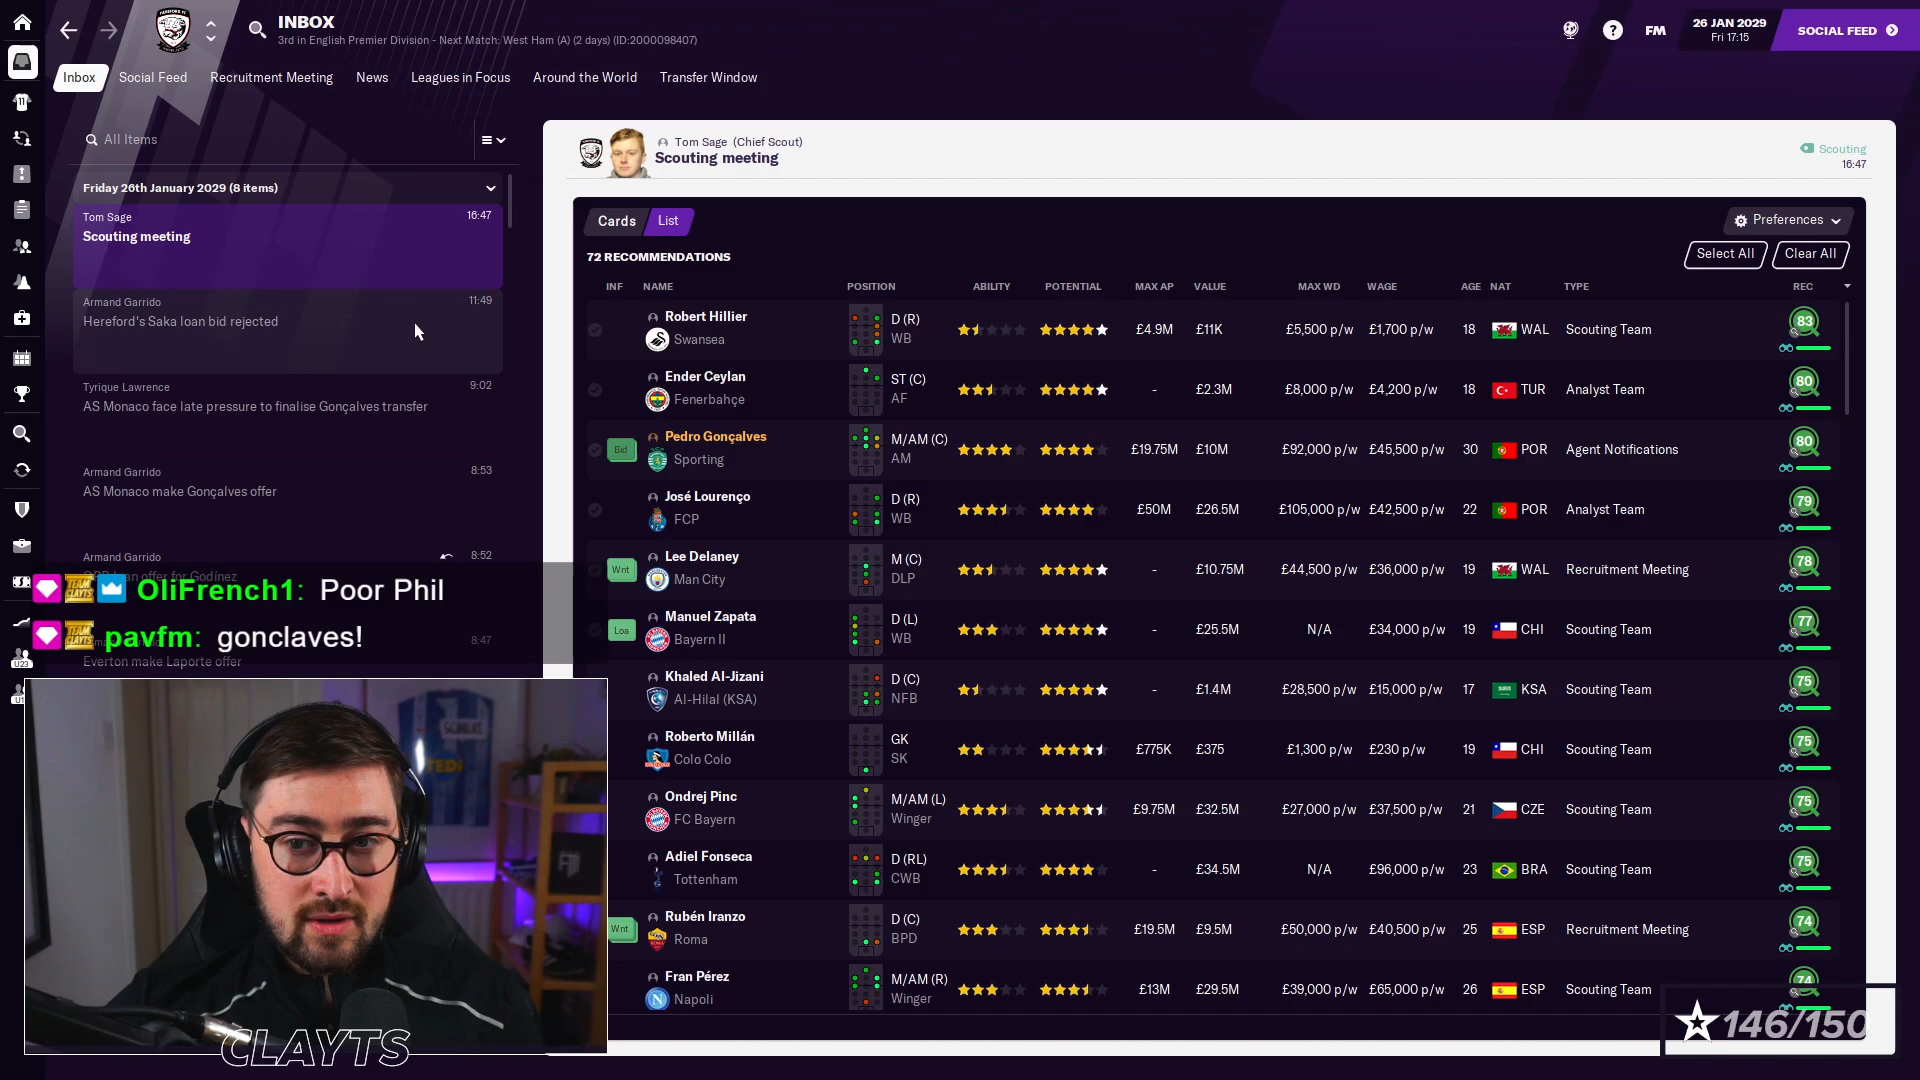 INBOX
3rd in English Premier Division - Next Match: West Ham (A) (2 days) (ID:2000098407)
FM
26 JAN 2029
Fri 17:15
SOCIAL FEED
Inbox Social Feed Recruitment Meeting News Leagues in Focus Around the World Transfer Window
All Items
Friday 26th January 2029 (8 items)
Tom Sage 16:47
Scouting meeting
Armand Garrido 11:49
Hereford's Saka loan bid rejected
Tyrique Lawrence 9:02
AS Monaco face late pressure to finalise Gonçalves transfer
Armand Garrido 8:53
AS Monaco make Gonçalves offer
Armand Garrido 8:52
loan offer for Godínez
OliFrench1: Poor Phil
pavfm: gonclaves!
8:47
Everton make Laporte offer
U23
CLAYTS
Tom Sage (Chief Scout)
Scouting meeting
Scouting
16:47
Cards List
Preferences
72 RECOMMENDATIONS
Select All Clear All
INF NAME POSITION ABILITY POTENTIAL MAX AP VALUE MAX WD WAGE AGE NAT TYPE REC
Robert Hillier D (R) £4.9M £11K £5,500 p/w £1,700 p/w 18 WAL Scouting Team 83
Swansea WB
Ender Ceylan ST (C) - £2.3M £8,000 p/w £4,200 p/w 18 TUR Analyst Team 80
Fenerbahçe AF
Bid Pedro Gonçalves M/AM (C) £19.75M £10M £92,000 p/w £45,500 p/w 30 POR Agent Notifications 80
Sporting AM
José Lourenço D (R) £50M £26.5M £105,000 p/w £42,500 p/w 22 POR Analyst Team 79
FCP WB
Wnt Lee Delaney M (C) - £10.75M £44,500 p/w £36,000 p/w 19 WAL Recruitment Meeting 78
Man City DLP
Loa Manuel Zapata D (L) - £25.5M N/A £34,000 p/w 19 CHI Scouting Team 77
Bayern II WB
Khaled Al-Jizani D (C) - £1.4M £28,500 p/w £15,000 p/w 17 KSA Scouting Team 75
Al-Hilal (KSA) NFB
Roberto Millán GK £775K £375 £1,300 p/w £230 p/w 19 CHI Scouting Team 75
Colo Colo SK
Ondrej Pinc M/AM (L) £9.75M £32.5M £27,000 p/w £37,500 p/w 21 CZE Scouting Team 75
FC Bayern Winger
Adiel Fonseca D (RL) - £34.5M N/A £96,000 p/w 23 BRA Scouting Team 75
Tottenham CWB
Wnt Rubén Iranzo D (C) £19.5M £9.5M £50,000 p/w £40,500 p/w 25 ESP Recruitment Meeting 74
Roma BPD
Fran Pérez M/AM (R) £13M £29.5M £39,000 p/w £65,000 p/w 26 ESP Scouting Team 74
Napoli Winger
146/150